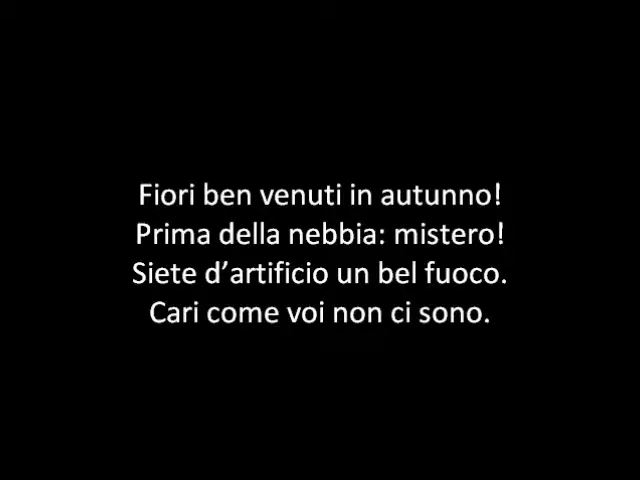 Fiori ben venuti in autunno!
Prima della nebbia: mistero!
Siete d’artificio un bel fuoco.
Cari come voi non ci sono.